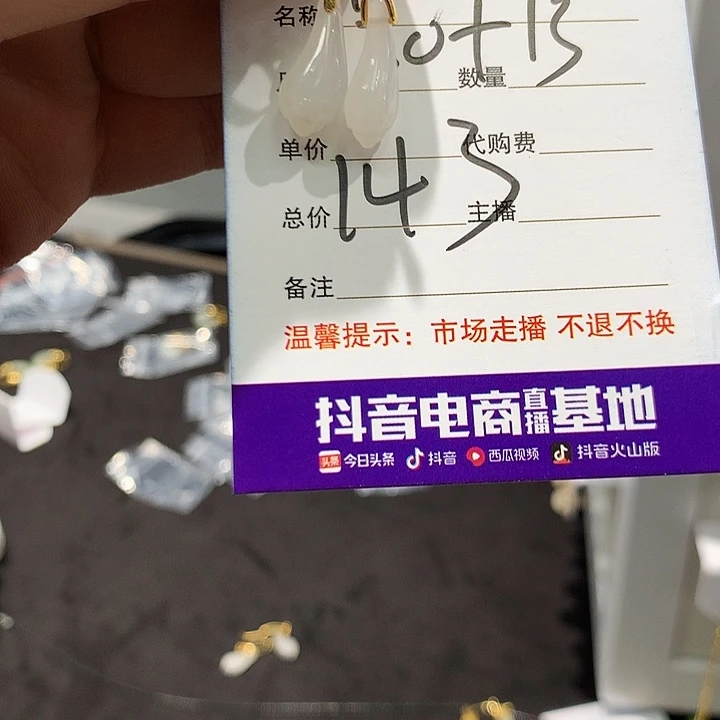 名称
数量
单价 代购费
143
总价 主播
备注
温馨提示：市场走播 不退不换
抖音电商直播基地
头条 今日头条 抖音 西瓜视频 抖音火山版